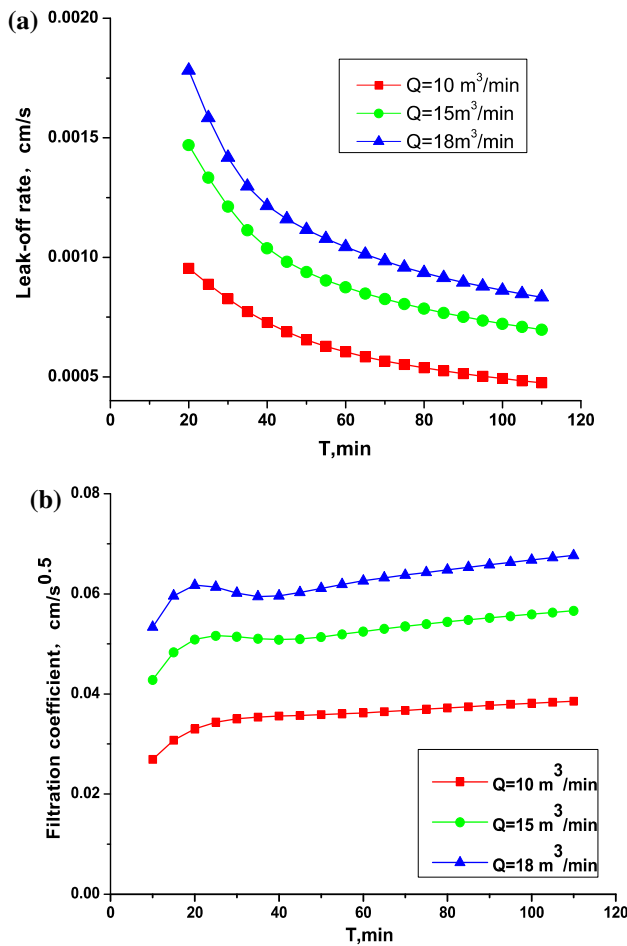 (a)
0.0020
0.0015
0.0010
0.0005
Leak-off rate, cm/s
Q=10 m³/min
Q=15m³/min
Q=18m³/min
0 20 40 60 80 100 120
T,min
(b)
0.08
0.06
0.04
0.02
0.00
Filtration coefficient, cm/s^0.5
Q=10 m³/min
Q=15 m³/min
Q=18 m³/min
0 20 40 60 80 100 120
T,min